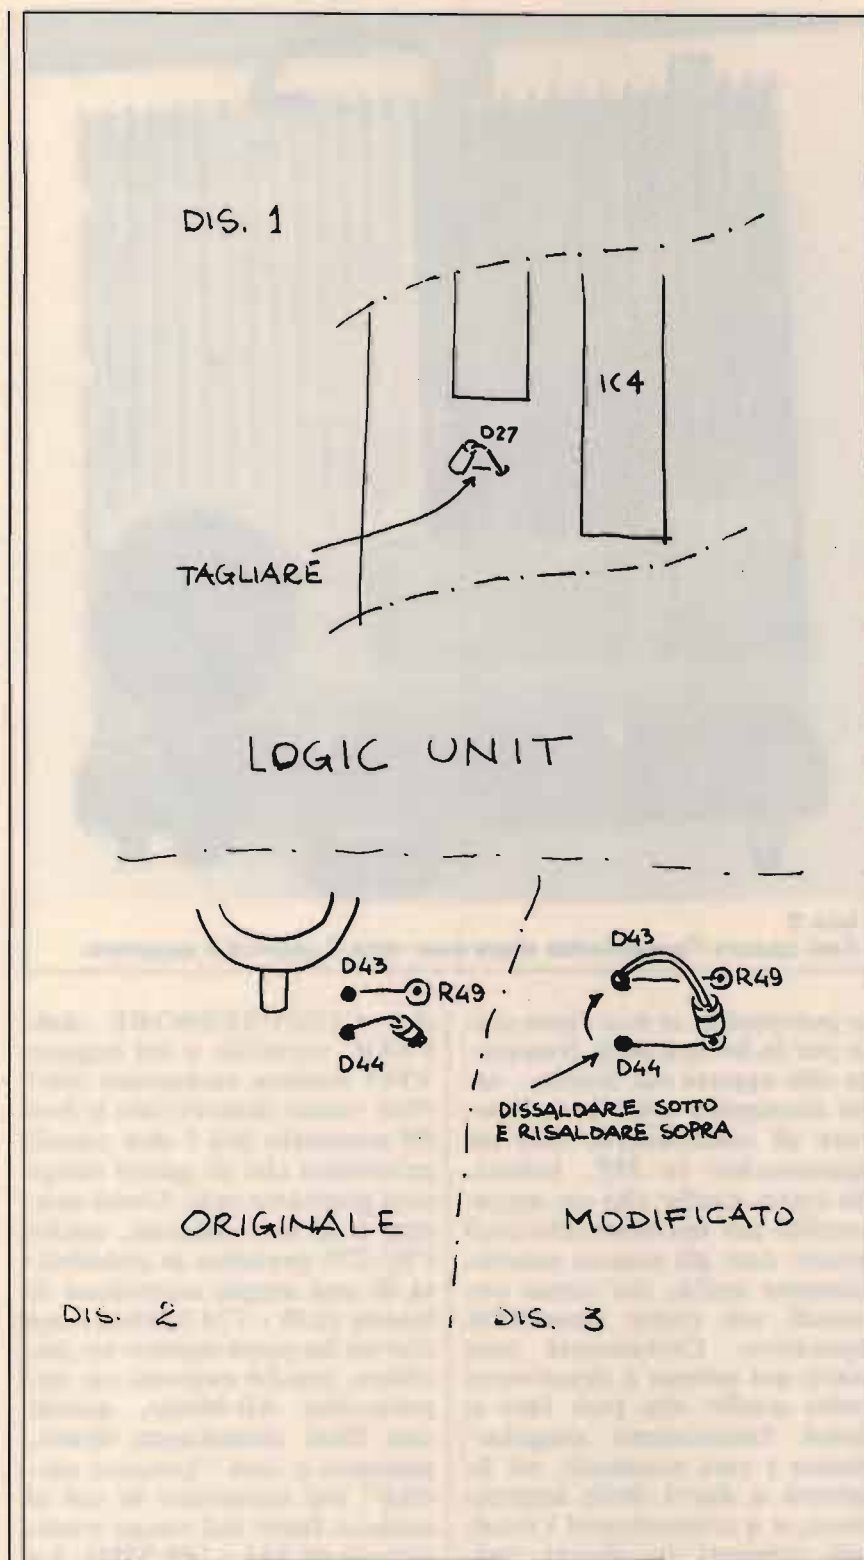 DIS. 1
IC4
D27
TAGLIARE
LOGIC UNIT
D43
R49
D44
ORIGINALE
DIS. 2
D43
R49
D44
DISSALDARE SOTTO
E RISALDARE SOPRA
MODIFICATO
DIS. 3